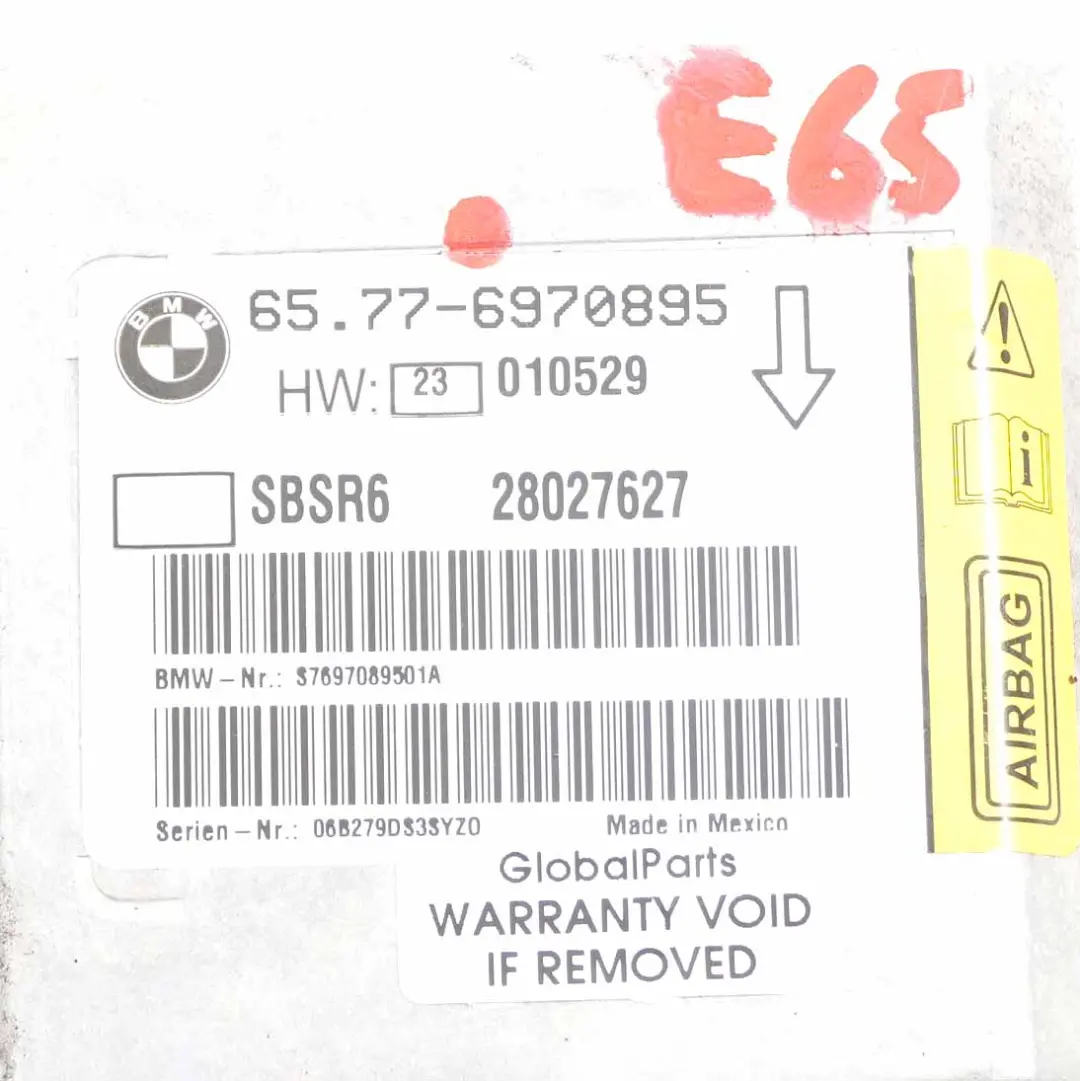 E65
BMW
65.77-6970895
HW: 23 010529
SBSR6 28027627
BMW-Nr.: S7697089501A
Serien-Nr.: 06B279DS3SYZ0
Made in Mexico
i
AIRBAG
GlobalParts
WARRANTY VOID
IF REMOVED